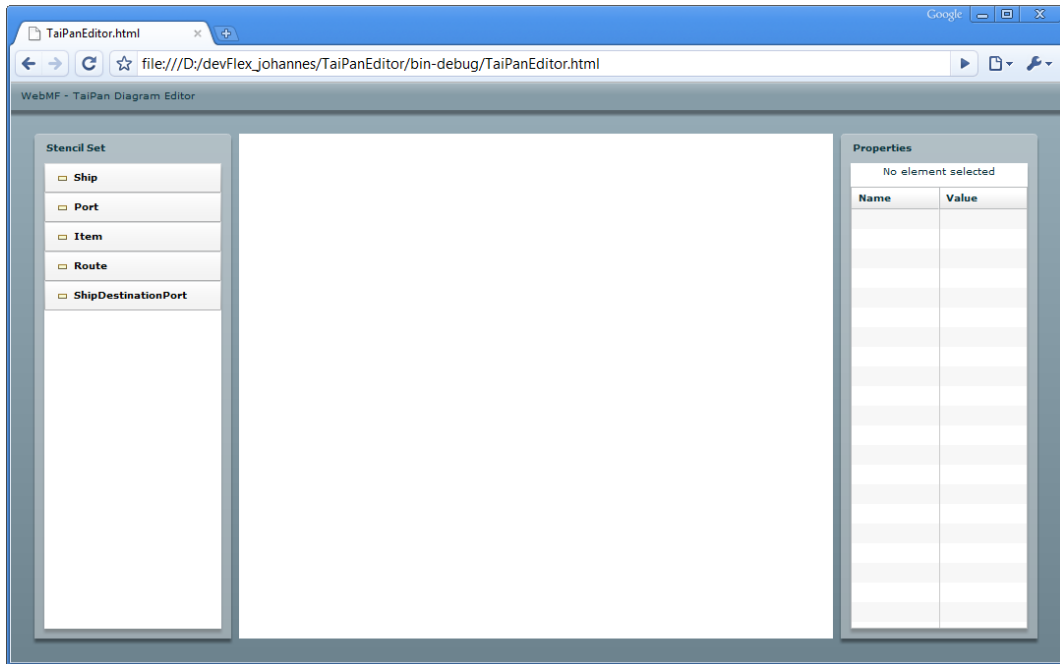 Google
TaiPanEditor.html
file:///D:/devFlex_johannes/TaiPanEditor/bin-debug/TaiPanEditor.html
WebMF - TaiPan Diagram Editor
Stencil Set
Ship
Port
Item
Route
ShipDestinationPort
Properties
No element selected
Name Value